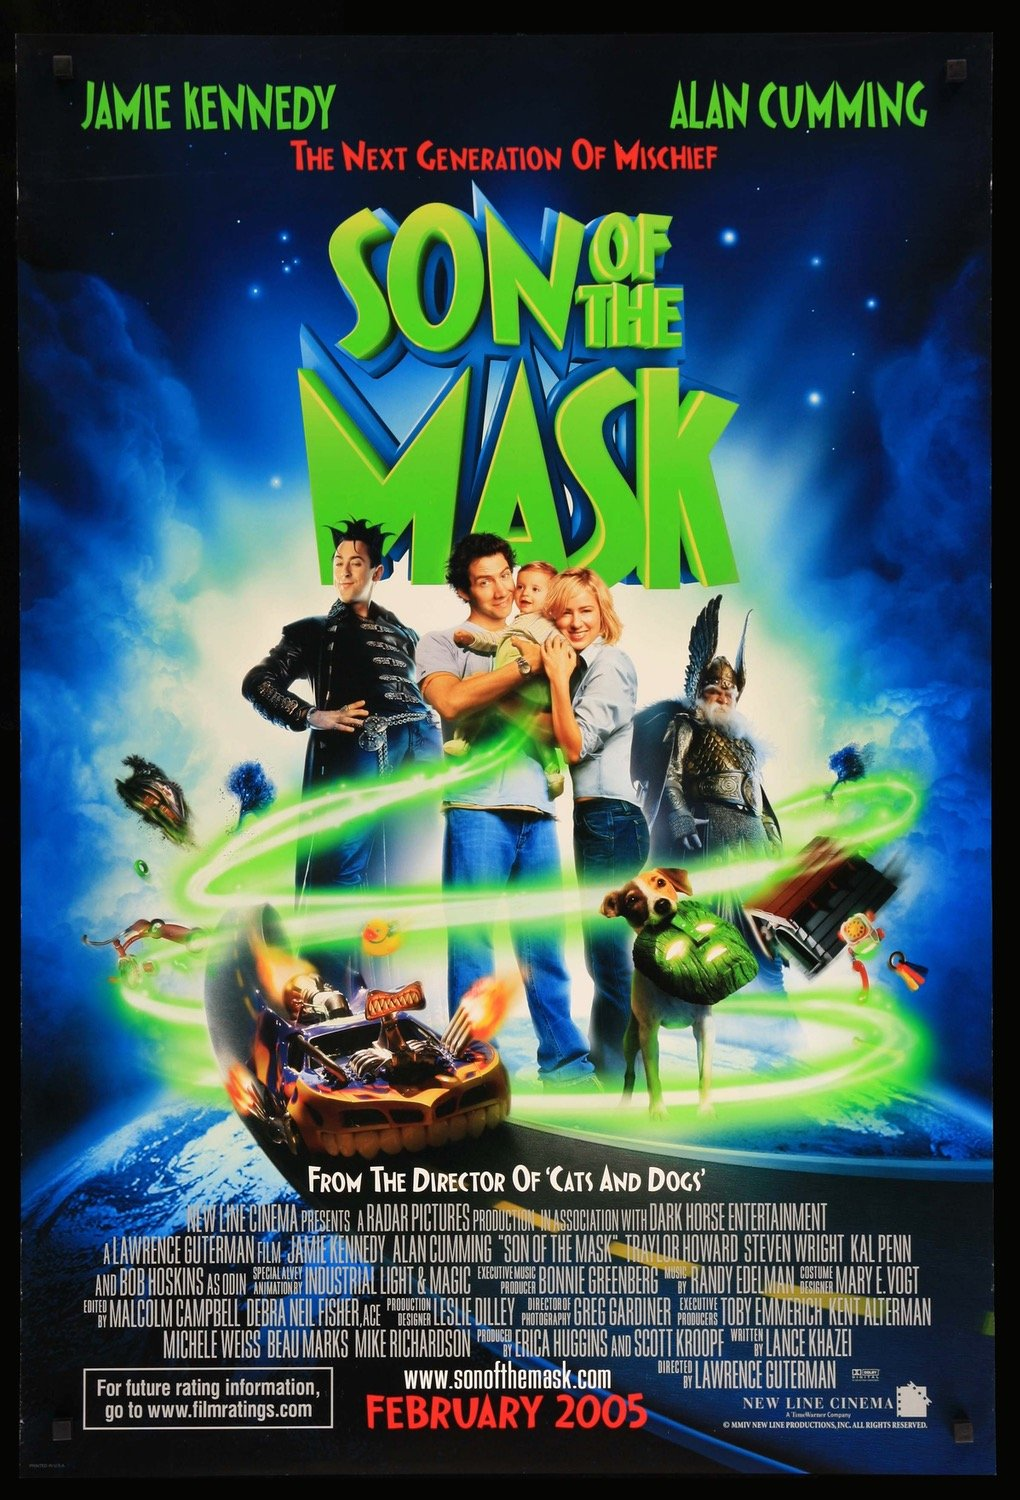 JAMIE KENNEDY ALAN CUMMING
THE NEXT GENERATION OF MISCHIEF
SON OF THE
MASK
FROM THE DIRECTOR OF 'CATS AND DOGS'
NEW LINE CINEMA PRESENTS A RADAR PICTURES PRODUCTION IN ASSOCIATION WITH DARK HORSE ENTERTAINMENT
A LAWRENCE GUTERMAN FILM JAMIE KENNEDY ALAN CUMMING "SON OF THE MASK" TRAYLOR HOWARD STEVEN WRIGHT KAL PENN
AND BOB HOSKINS AS ODIN SPECIAL ALVEY ANIMATION BY INDUSTRIAL LIGHT & MAGIC EXECUTIVE MUSIC PRODUCER BONNIE GREENBERG MUSIC BY RANDY EDELMAN COSTUME DESIGNER MARY E. VOGT
EDITED BY MALCOLM CAMPBELL DEBRA NEIL FISHER, ACE PRODUCTION DESIGNER LESLIE DILLEY DIRECTOR OF PHOTOGRAPHY GREG GARDINER EXECUTIVE PRODUCERS TOBY EMMERICH KENT ALTERMAN
MICHELE WEISS BEAU MARKS MIKE RICHARDSON PRODUCED BY ERICA HUGGINS AND SCOTT KROOPF WRITTEN BY LANCE KHAZEI
DIRECTED BY LAWRENCE GUTERMAN
www.sonofthemask.com
FEBRUARY 2005
For future rating information,
go to www.filmratings.com
NEW LINE CINEMA
A TimeWarner Company
© MMIV NEW LINE PRODUCTIONS, INC. ALL RIGHTS RESERVED.
PRINTED IN U.S.A.